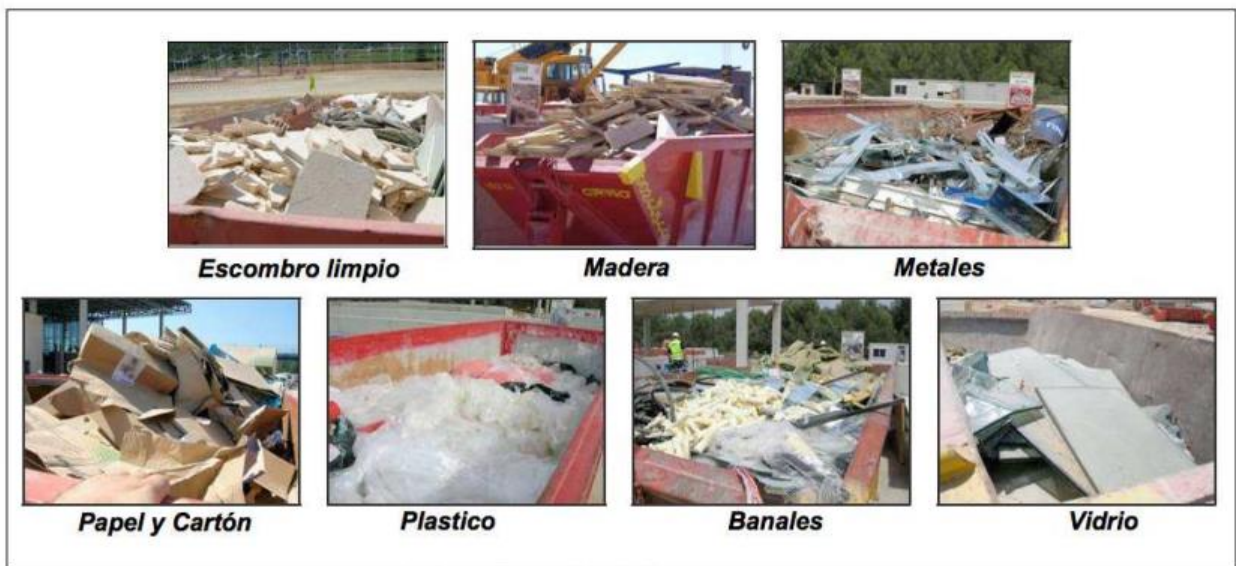 Escombro limpio
Madera
Metales
Papel y Cartón
Plastico
Banales
Vidrio